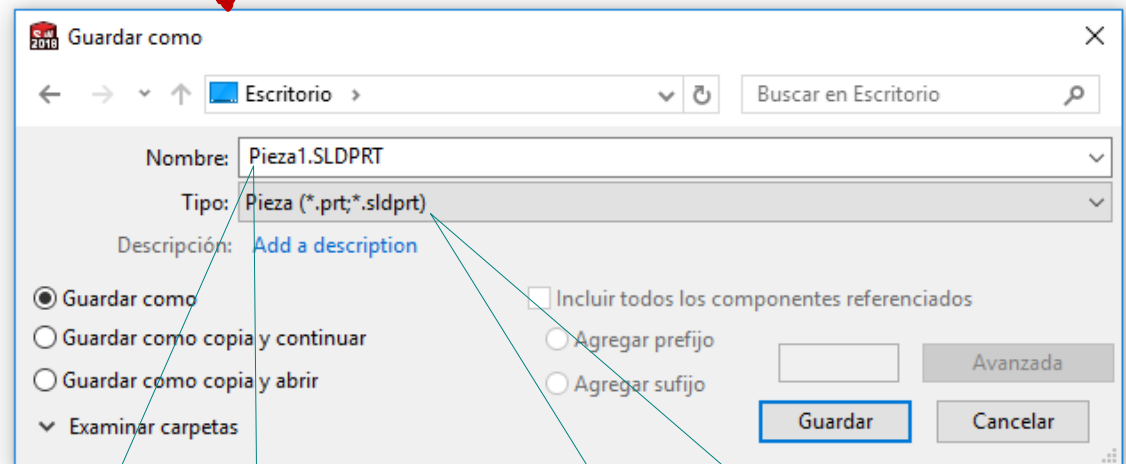 SW
2018
Guardar como
Escritorio
Buscar en Escritorio
Nombre: Pieza1.SLDPRT
Tipo: Pieza (*.prt;*.sldprt)
Descripción: Add a description
Guardar como
Incluir todos los componentes referenciados
Guardar como copia y continuar
Agregar prefijo
Avanzada
Guardar como copia y abrir
Agregar sufijo
Examinar carpetas
Guardar
Cancelar